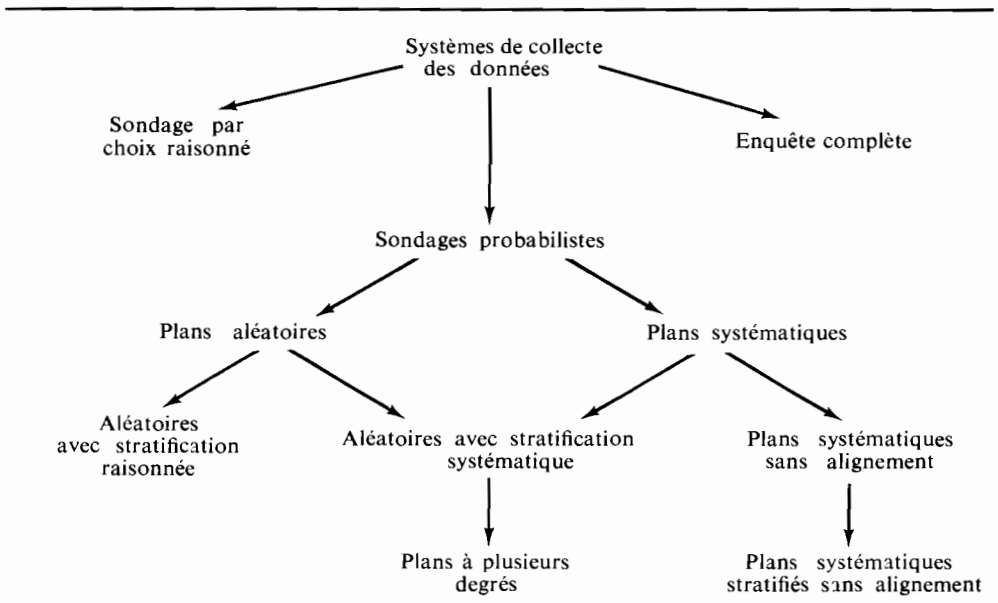 Systèmes de collecte
des données
Sondage par
choix raisonné
Enquête complète
Sondages probabilistes
Plans aléatoires
Plans systématiques
Aléatoires
avec stratification
raisonnée
Aléatoires avec stratification
systématique
Plans systématiques
sans alignement
Plans à plusieurs
degrés
Plans systématiques
stratifiés sans alignement